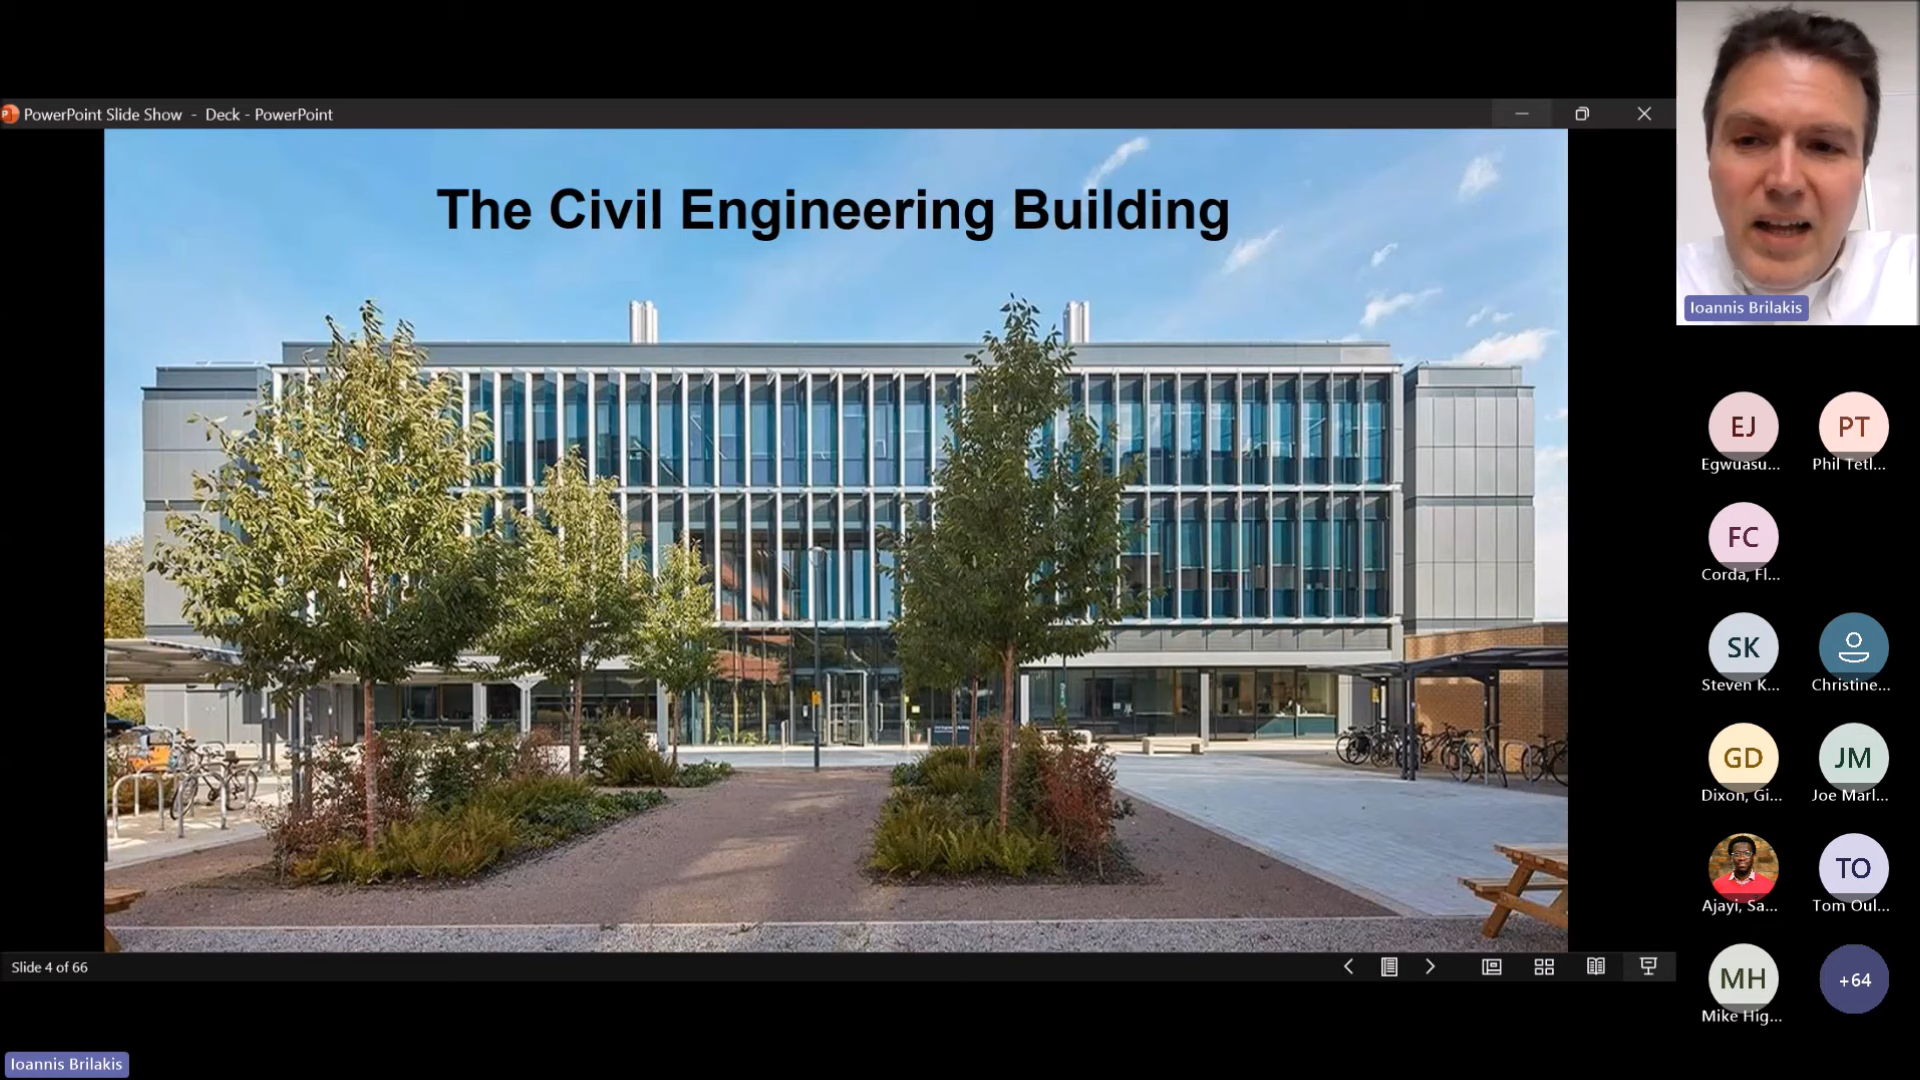 PowerPoint Slide Show - Deck - PowerPoint
The Civil Engineering Building
Slide 4 of 66
Ioannis Brilakis
Ioannis Brilakis
EJ
Egwuasu...
PT
Phil Tetl...
FC
Corda, Fl...
SK
Steven K...
Christine...
GD
Dixon, Gi...
JM
Joe Marl...
Ajayi, Sa...
TO
Tom Oul...
MH
Mike Hig...
+64